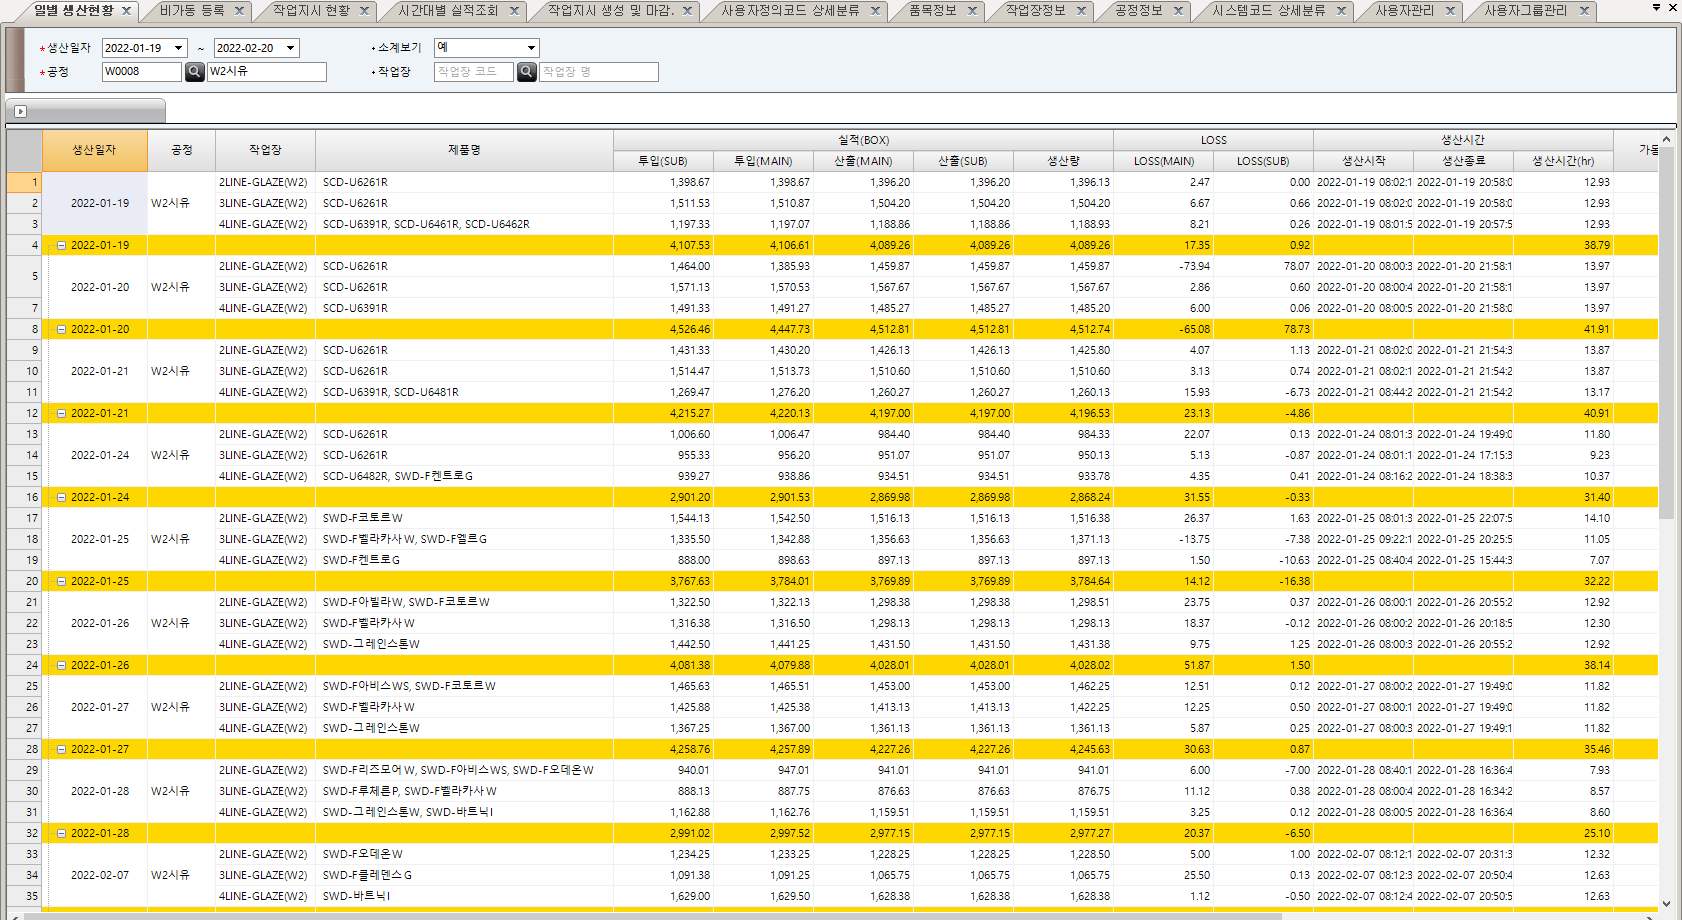 일별 생산현황 비가동 등록 작업지시 현황 시간대별 실적조회 작업지시 생성 및 마감. 사용자정의코드 상세분류 품목정보 작업장정보 공정정보 시스템코드 상세분류 사용자관리 사용자그룹관리
*생산일자 2022-01-19 ~ 2022-02-20 • 소계보기 예
*공정 W0008 W2시유 • 작업장 작업장 코드 작업장 명
생산일자 공정 작업장 제품명 실적(BOX) LOSS 생산시간 가동
투입(SUB) 투입(MAIN) 산출(MAIN) 산출(SUB) 생산량 LOSS(MAIN) LOSS(SUB) 생산시작 생산종료 생산시간(hr)
1 2LINE-GLAZE(W2) SCD-U6261R 1,398.67 1,398.67 1,396.20 1,396.20 1,396.13 2.47 0.00 2022-01-19 08:02:1 2022-01-19 20:58:0 12.93
2 2022-01-19 W2시유 3LINE-GLAZE(W2) SCD-U6261R 1,511.53 1,510.87 1,504.20 1,504.20 1,504.20 6.67 0.66 2022-01-19 08:02:0 2022-01-19 20:58:0 12.93
3 4LINE-GLAZE(W2) SCD-U6391R, SCD-U6461R, SCD-U6462R 1,197.33 1,197.07 1,188.86 1,188.86 1,188.93 8.21 0.26 2022-01-19 08:01:5 2022-01-19 20:57:5 12.93
4 2022-01-19 4,107.53 4,106.61 4,089.26 4,089.26 4,089.26 17.35 0.92 38.79
5 2LINE-GLAZE(W2) SCD-U6261R 1,464.00 1,385.93 1,459.87 1,459.87 1,459.87 -73.94 78.07 2022-01-20 08:00:3 2022-01-20 21:58:1 13.97
2022-01-20 W2시유 3LINE-GLAZE(W2) SCD-U6261R 1,571.13 1,570.53 1,567.67 1,567.67 1,567.67 2.86 0.60 2022-01-20 08:00:4 2022-01-20 21:58:1 13.97
7 4LINE-GLAZE(W2) SCD-U6391R 1,491.33 1,491.27 1,485.27 1,485.27 1,485.20 6.00 0.06 2022-01-20 08:00:5 2022-01-20 21:58:0 13.97
8 2022-01-20 4,526.46 4,447.73 4,512.81 4,512.81 4,512.74 -65.08 78.73 41.91
9 2LINE-GLAZE(W2) SCD-U6261R 1,431.33 1,430.20 1,426.13 1,426.13 1,425.80 4.07 1.13 2022-01-21 08:02:0 2022-01-21 21:54:3 13.87
10 2022-01-21 W2시유 3LINE-GLAZE(W2) SCD-U6261R 1,514.47 1,513.73 1,510.60 1,510.60 1,510.60 3.13 0.74 2022-01-21 08:02:1 2022-01-21 21:54:2 13.87
11 4LINE-GLAZE(W2) SCD-U6391R, SCD-U6481R 1,269.47 1,276.20 1,260.27 1,260.27 1,260.13 15.93 -6.73 2022-01-21 08:44:2 2022-01-21 21:54:2 13.17
12 2022-01-21 4,215.27 4,220.13 4,197.00 4,197.00 4,196.53 23.13 -4.86 40.91
13 2LINE-GLAZE(W2) SCD-U6261R 1,006.60 1,006.47 984.40 984.40 984.33 22.07 0.13 2022-01-24 08:01:3 2022-01-24 19:49:0 11.80
14 2022-01-24 W2시유 3LINE-GLAZE(W2) SCD-U6261R 955.33 956.20 951.07 951.07 950.13 5.13 -0.87 2022-01-24 08:01:1 2022-01-24 17:15:3 9.23
15 4LINE-GLAZE(W2) SCD-U6482R, SWD-F켄트로G 939.27 938.86 934.51 934.51 933.78 4.35 0.41 2022-01-24 08:16:2 2022-01-24 18:38:3 10.37
16 2022-01-24 2,901.20 2,901.53 2,869.98 2,869.98 2,868.24 31.55 -0.33 31.40
17 2LINE-GLAZE(W2) SWD-F코토르W 1,544.13 1,542.50 1,516.13 1,516.13 1,516.38 26.37 1.63 2022-01-25 08:01:3 2022-01-25 22:07:5 14.10
18 2022-01-25 W2시유 3LINE-GLAZE(W2) SWD-F벨라카사W, SWD-F엘르G 1,335.50 1,342.88 1,356.63 1,356.63 1,371.13 -13.75 -7.38 2022-01-25 09:22:1 2022-01-25 20:25:5 11.05
19 4LINE-GLAZE(W2) SWD-F켄트로G 888.00 898.63 897.13 897.13 897.13 1.50 -10.63 2022-01-25 08:40:4 2022-01-25 15:44:3 7.07
20 2022-01-25 3,767.63 3,784.01 3,769.89 3,769.89 3,784.64 14.12 -16.38 32.22
21 2LINE-GLAZE(W2) SWD-F아빌라W, SWD-F코토르W 1,322.50 1,322.13 1,298.38 1,298.38 1,298.51 23.75 0.37 2022-01-26 08:00:1 2022-01-26 20:55:2 12.92
22 2022-01-26 W2시유 3LINE-GLAZE(W2) SWD-F벨라카사W 1,316.38 1,316.50 1,298.13 1,298.13 1,298.13 18.37 -0.12 2022-01-26 08:00:2 2022-01-26 20:18:5 12.30
23 4LINE-GLAZE(W2) SWD-그레인스톤W 1,442.50 1,441.25 1,431.50 1,431.50 1,431.38 9.75 1.25 2022-01-26 08:00:3 2022-01-26 20:55:2 12.92
24 2022-01-26 4,081.38 4,079.88 4,028.01 4,028.01 4,028.02 51.87 1.50 38.14
25 2LINE-GLAZE(W2) SWD-F아비스WS, SWD-F코토르W 1,465.63 1,465.51 1,453.00 1,453.00 1,462.25 12.51 0.12 2022-01-27 08:00:2 2022-01-27 19:49:0 11.82
26 2022-01-27 W2시유 3LINE-GLAZE(W2) SWD-F벨라카사W 1,425.88 1,425.38 1,413.13 1,413.13 1,422.25 12.25 0.50 2022-01-27 08:00:1 2022-01-27 19:49:0 11.82
27 4LINE-GLAZE(W2) SWD-그레인스톤W 1,367.25 1,367.00 1,361.13 1,361.13 1,361.13 5.87 0.25 2022-01-27 08:00:3 2022-01-27 19:49:1 11.82
28 2022-01-27 4,258.76 4,257.89 4,227.26 4,227.26 4,245.63 30.63 0.87 35.46
29 2LINE-GLAZE(W2) SWD-F리즈모어W, SWD-F아비스WS, SWD-F오데온W 940.01 947.01 941.01 941.01 941.01 6.00 -7.00 2022-01-28 08:40:1 2022-01-28 16:36:4 7.93
30 2022-01-28 W2시유 3LINE-GLAZE(W2) SWD-F루체른P, SWD-F벨라카사W 888.13 887.75 876.63 876.63 876.75 11.12 0.38 2022-01-28 08:00:4 2022-01-28 16:34:2 8.57
31 4LINE-GLAZE(W2) SWD-그레인스톤W, SWD-바트닉I 1,162.88 1,162.76 1,159.51 1,159.51 1,159.51 3.25 0.12 2022-01-28 08:00:5 2022-01-28 16:36:4 8.60
32 2022-01-28 2,991.02 2,997.52 2,977.15 2,977.15 2,977.27 20.37 -6.50 25.10
33 2LINE-GLAZE(W2) SWD-F오데온W 1,234.25 1,233.25 1,228.25 1,228.25 1,228.50 5.00 1.00 2022-02-07 08:12:1 2022-02-07 20:31:3 12.32
34 2022-02-07 W2시유 3LINE-GLAZE(W2) SWD-F플레덴스G 1,091.38 1,091.25 1,065.75 1,065.75 1,065.75 25.50 0.13 2022-02-07 08:12:3 2022-02-07 20:50:4 12.63
35 4LINE-GLAZE(W2) SWD-바트닉I 1,629.00 1,629.50 1,628.38 1,628.38 1,628.38 1.12 -0.50 2022-02-07 08:12:4 2022-02-07 20:50:5 12.63